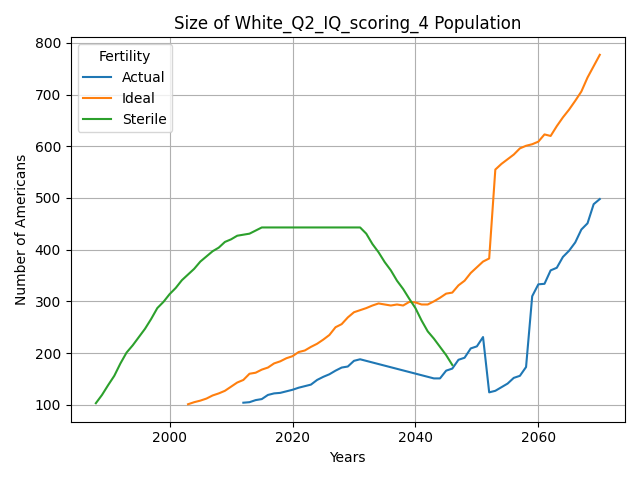 Size of White_Q2_IQ_scoring_4 Population
Fertility
Actual
Ideal
Sterile
Number of Americans
800
700
600
500
400
300
200
100
2000
2020
2040
2060
Years